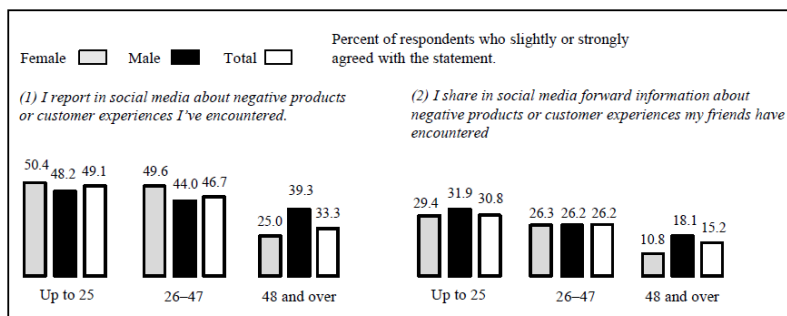 Female Male Total
Percent of respondents who slightly or strongly
agreed with the statement.
(1) I report in social media about negative products
or customer experiences I've encountered.
50.4 48.2 49.1
49.6 44.0 46.7
25.0 39.3 33.3
Up to 25 26–47 48 and over
(2) I share in social media forward information about
negative products or customer experiences my friends have
encountered
29.4 31.9 30.8
26.3 26.2 26.2
10.8 18.1 15.2
Up to 25 26–47 48 and over